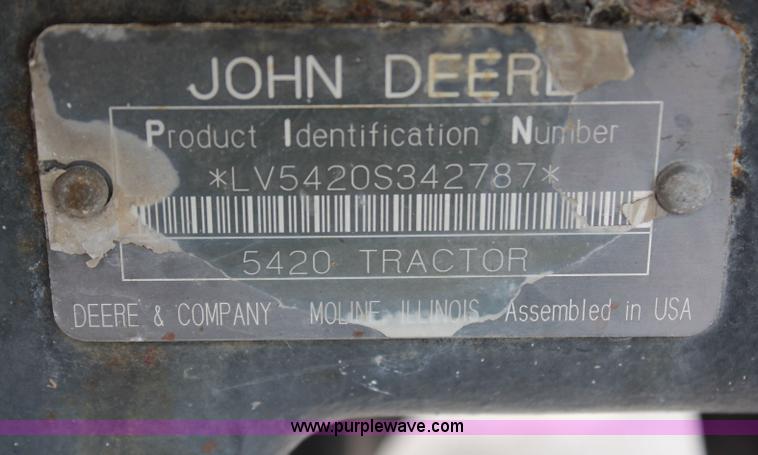 JOHN DEERE
Product Identification Number
*LV5420S342787*
5420 TRACTOR
DEERE & COMPANY MOLINE, ILLINOIS Assembled in USA
www.purplewave.com